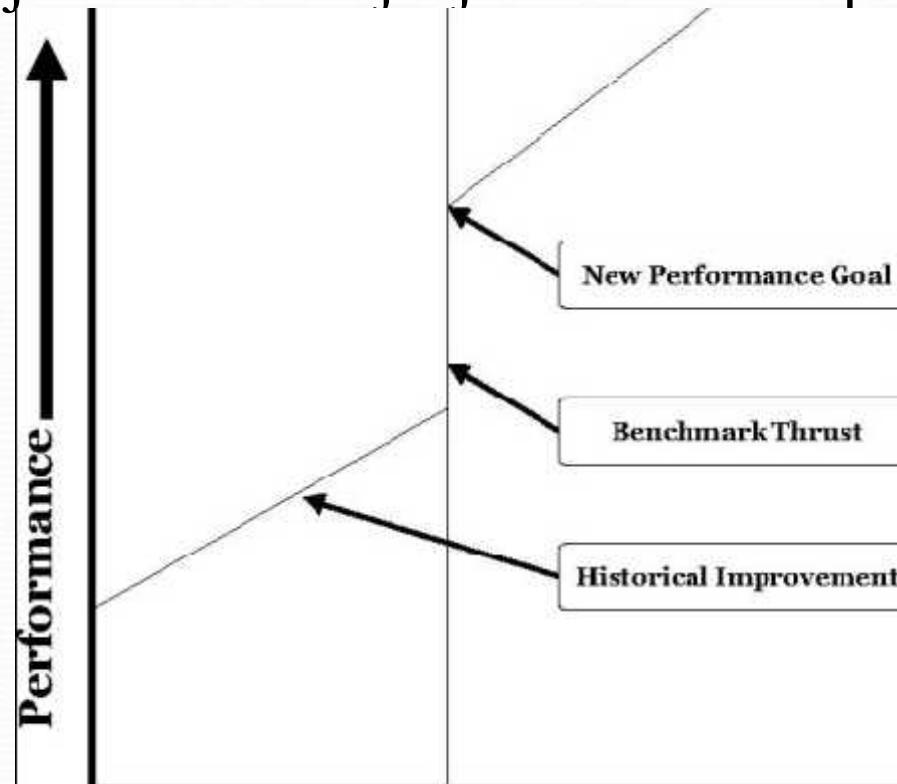 Performance
New Performance Goal
Benchmark Thrust
Historical Improvement